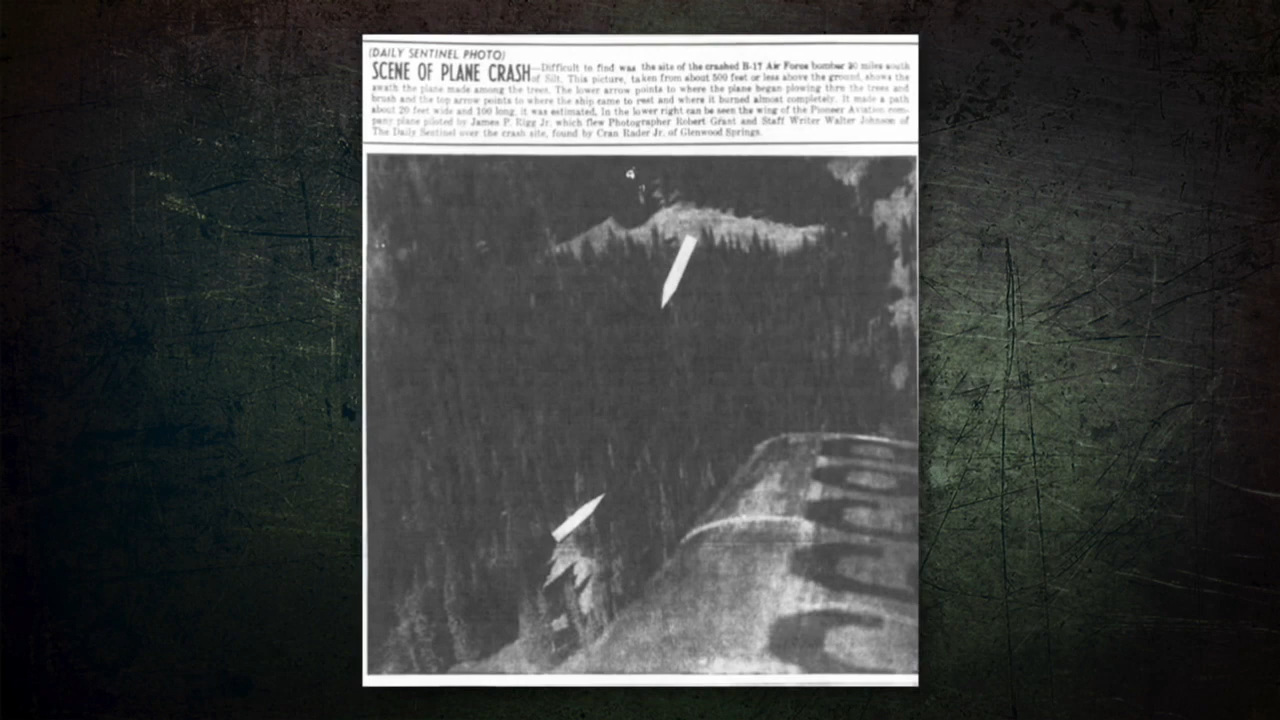 (DAILY SENTINEL PHOTO)
SCENE OF PLANE CRASH—Difficult to find was the site of the crashed B-17 Air Force bomber 20 miles south
of Silt. This picture, taken from about 500 feet or less above the ground, shows the
swath the plane made among the trees. The lower arrow points to where the plane began plowing thru the trees and
brush and the top arrow points to where the ship came to rest and where it burned almost completely. It made a path
about 20 feet wide and 100 long, it was estimated. In the lower right can be seen the wing of the Pioneer Aviation com-
pany plane piloted by James P. Rigg Jr. which flew Photographer Robert Grant and Staff Writer Walter Johnson of
The Daily Sentinel over the crash site, found by Cran Rader Jr. of Glenwood Springs.